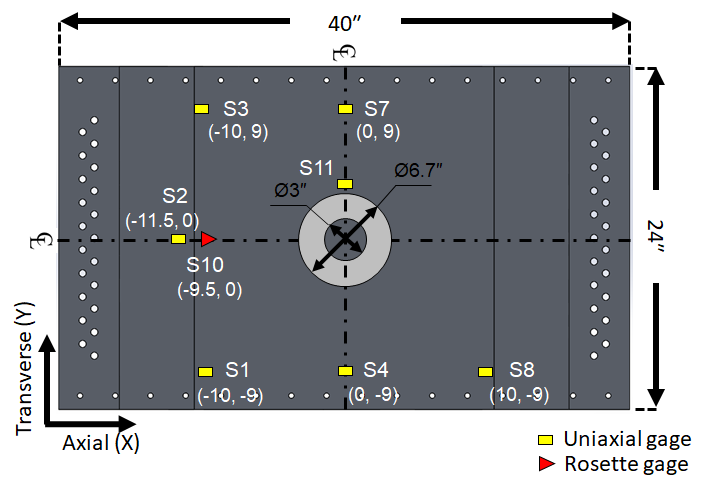 40″
℄
S3
(-10, 9)
S7
(0, 9)
S11
Ø6.7″
Ø3″
S2
(-11.5, 0)
℄
24″
S10
(-9.5, 0)
S1
(-10, -9)
S4
(0, -9)
S8
(10, -9)
Transverse (Y)
Axial (X)
Uniaxial gage
Rosette gage